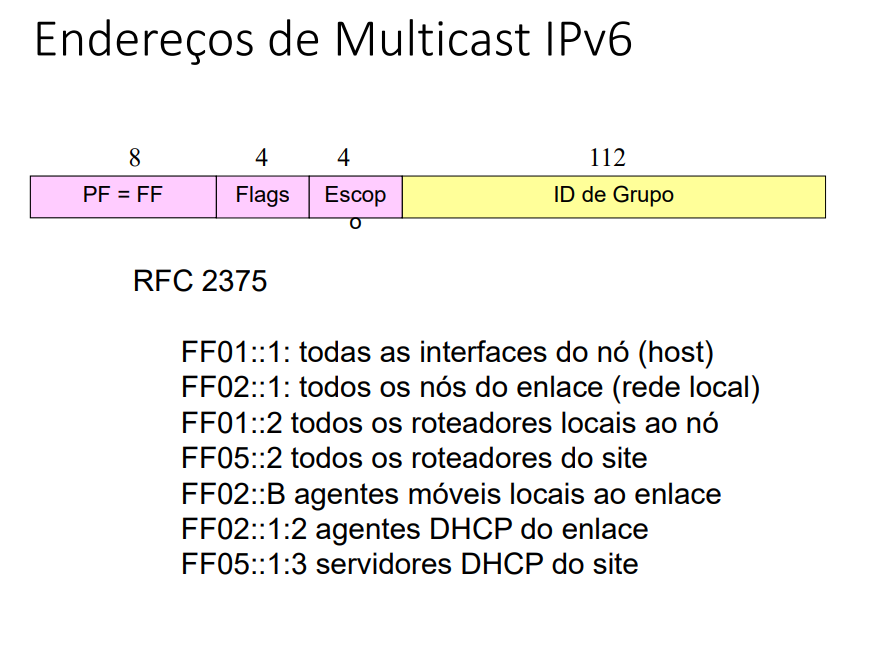 Endereços de Multicast IPv6
8 4 4 112
PF = FF Flags Escop ID de Grupo
o
RFC 2375
FF01::1: todas as interfaces do nó (host)
FF02::1: todos os nós do enlace (rede local)
FF01::2 todos os roteadores locais ao nó
FF05::2 todos os roteadores do site
FF02::B agentes móveis locais ao enlace
FF02::1:2 agentes DHCP do enlace
FF05::1:3 servidores DHCP do site